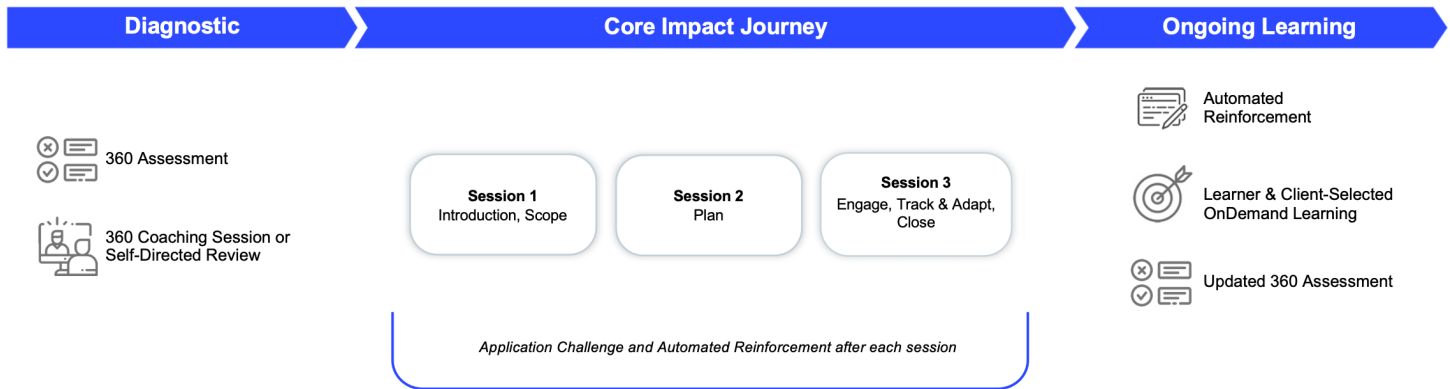 Diagnostic
Core Impact Journey
Ongoing Learning
360 Assessment
360 Coaching Session or
Self-Directed Review
Session 1
Introduction, Scope
Session 2
Plan
Session 3
Engage, Track & Adapt,
Close
Application Challenge and Automated Reinforcement after each session
Automated
Reinforcement
Learner & Client-Selected
OnDemand Learning
Updated 360 Assessment